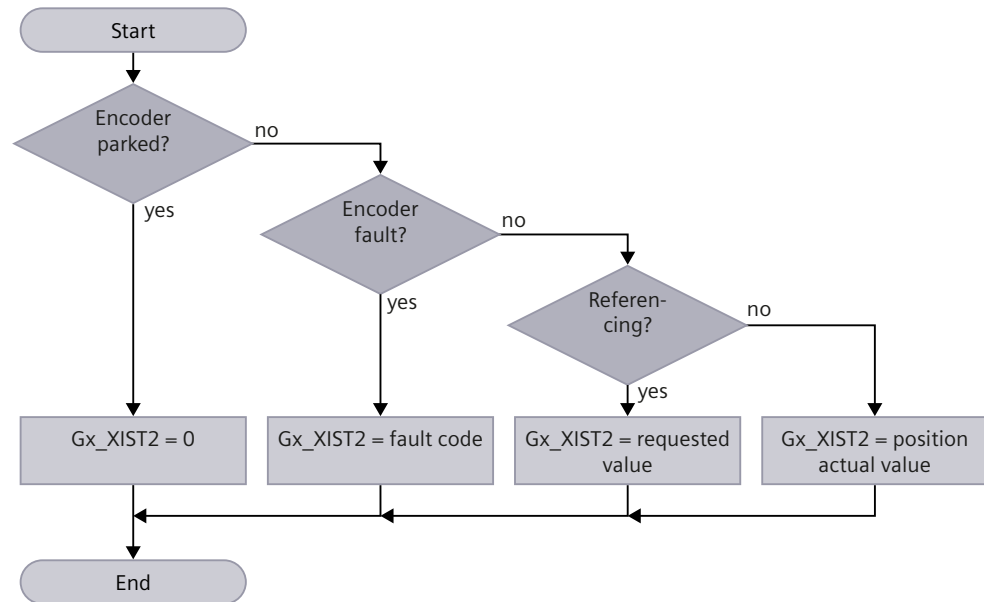 Start
Encoder
parked?
no
yes
Encoder
fault?
no
yes
Referen-
cing?
no
yes
Gx_XIST2 = 0
Gx_XIST2 = fault code
Gx_XIST2 = requested
value
Gx_XIST2 = position
actual value
End